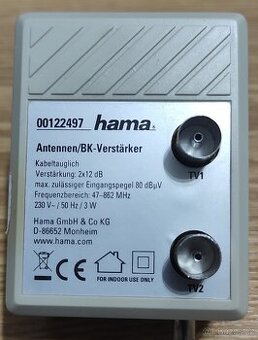 00122497 hama.
Antennen/BK-Verstärker
Kabeltauglich
Verstärkung: 2x12 dB
max. zulässiger Eingangspegel 80 dBµV
Frequenzbereich: 47-862 MHz
230 V~ / 50 Hz / 3 W
TV1
Hama GmbH & Co KG
D-86652 Monheim
www.hama.com
CE
FOR INDOOR USE ONLY
TV2